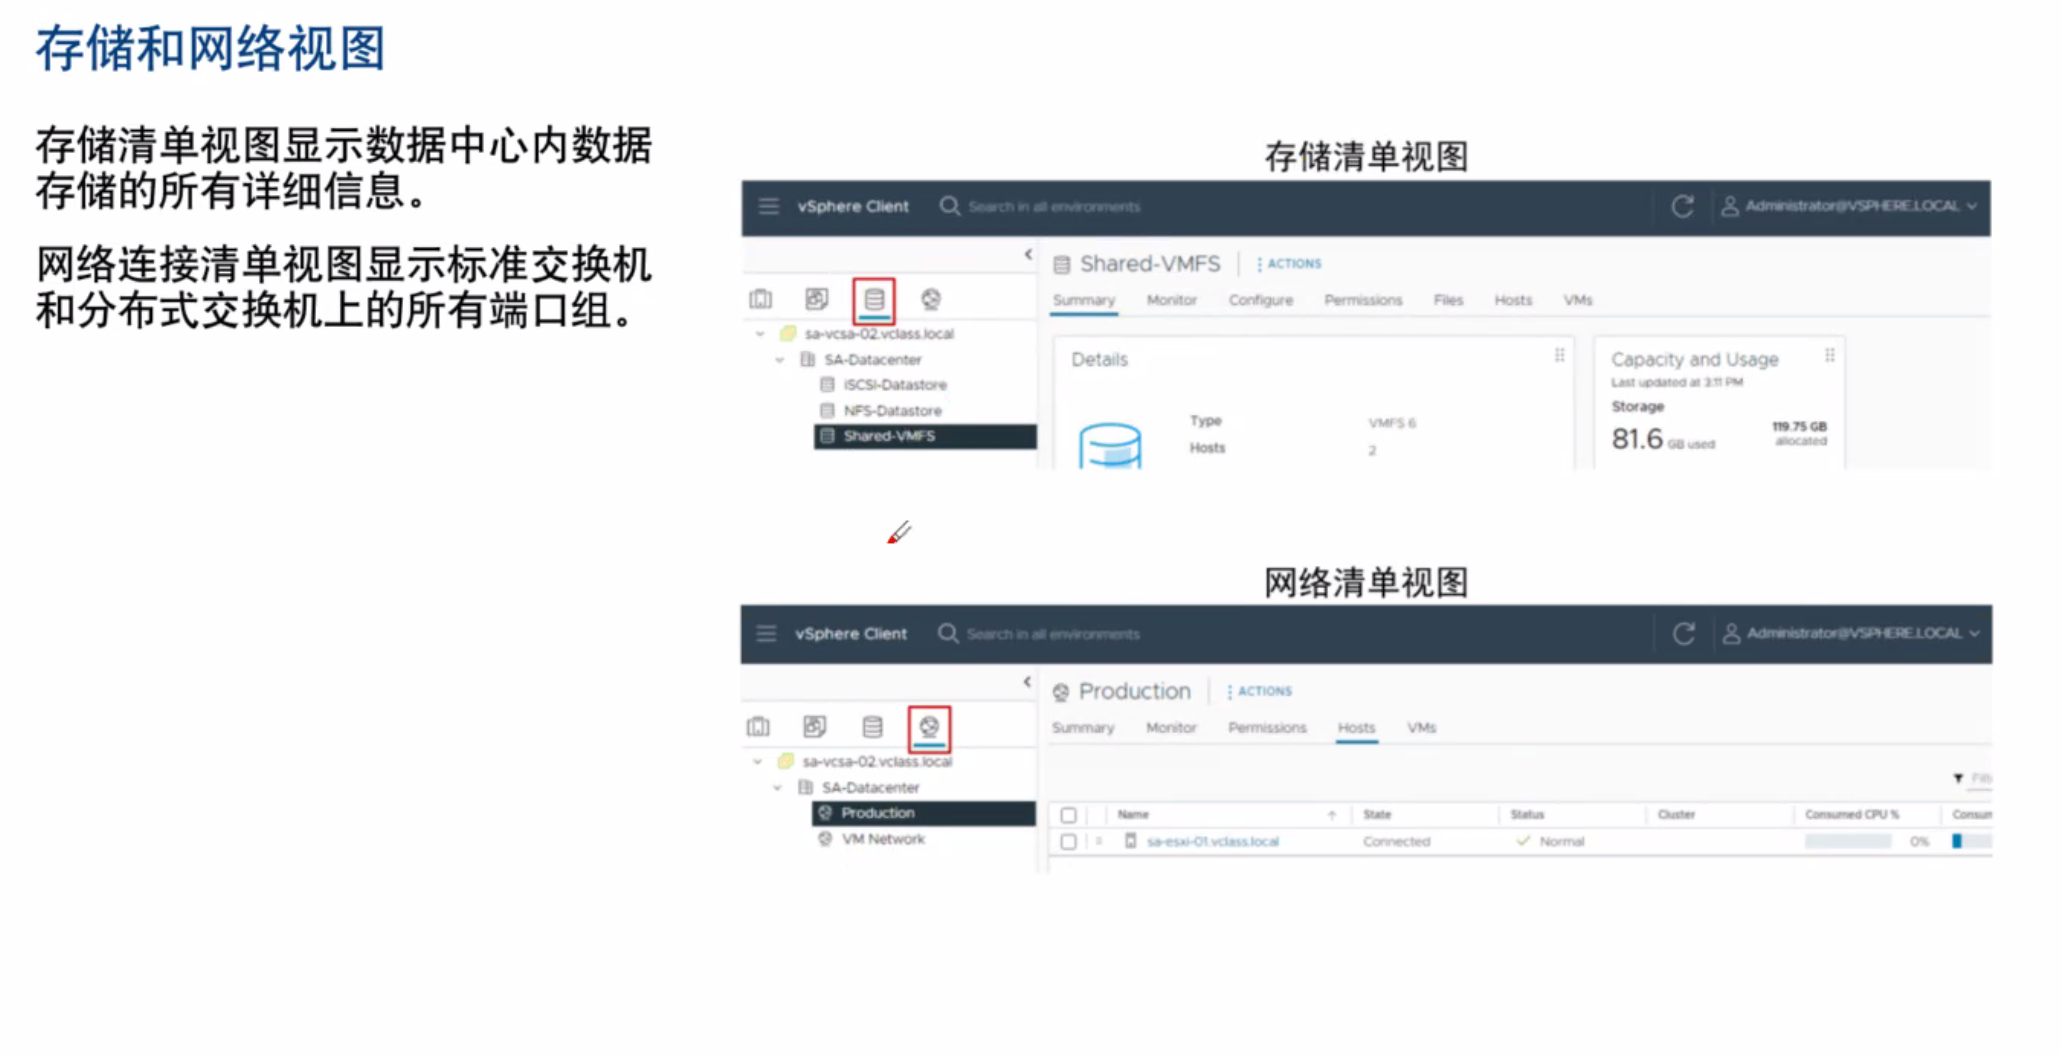 存储和网络视图
存储清单视图显示数据中心内数据
存储的所有详细信息。
网络连接清单视图显示标准交换机
和分布式交换机上的所有端口组。
存储清单视图
vSphere Client
Search in all environments
Administrator@VSPHERE.LOCAL
Shared-VMFS
ACTIONS
Summary Monitor Configure Permissions Files Hosts VMs
sa-vcsa-02.vclass.local
SA-Datacenter
iSCSI-Datastore
NFS-Datastore
Shared-VMFS
Details
Type VMFS 6
Hosts 2
Capacity and Usage
Last updated at 3:11 PM
Storage
81.6 GB used
119.75 GB
allocated
网络清单视图
vSphere Client
Search in all environments
Administrator@VSPHERE.LOCAL
Production
ACTIONS
Summary Monitor Permissions Hosts VMs
sa-vcsa-02.vclass.local
SA-Datacenter
Production
VM Network
Name State Status Cluster Consumed CPU %
sa-esxi-01.vclass.local Connected Normal 0%